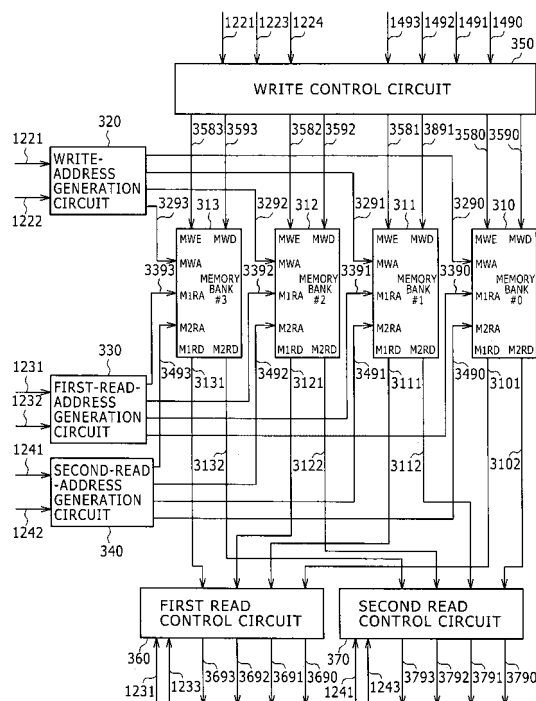 1221 1223 1224 1493 1492 1491 1490
350
WRITE CONTROL CIRCUIT
320
1221
WRITE-
ADDRESS
GENERATION
CIRCUIT
1222
3583 3593 3582 3592 3581 3891 3580 3590
3293 313 3292 312 3291 311 3290 310
MWE MWD MWE MWD MWE MWD MWE MWD
MWA MWA MWA MWA
3393 3392 3391 3390
MEMORY BANK #3
MEMORY BANK #2
MEMORY BANK #1
MEMORY BANK #0
M1RA M1RA M1RA M1RA
M2RA M2RA M2RA M2RA
M1RD M2RD M1RD M2RD M1RD M2RD M1RD M2RD
330
1231
FIRST-READ-
ADDRESS
GENERATION
CIRCUIT
1232
3493 3131 3492 3121 3491 3111 3490 3101
1241
SECOND-READ
-ADDRESS
GENERATION
CIRCUIT
1242
340
3132 3122 3112 3102
FIRST READ
CONTROL CIRCUIT
SECOND READ
CONTROL CIRCUIT
360 370
1231 1233 3693 3692 3691 3690 1241 1243 3793 3792 3791 3790